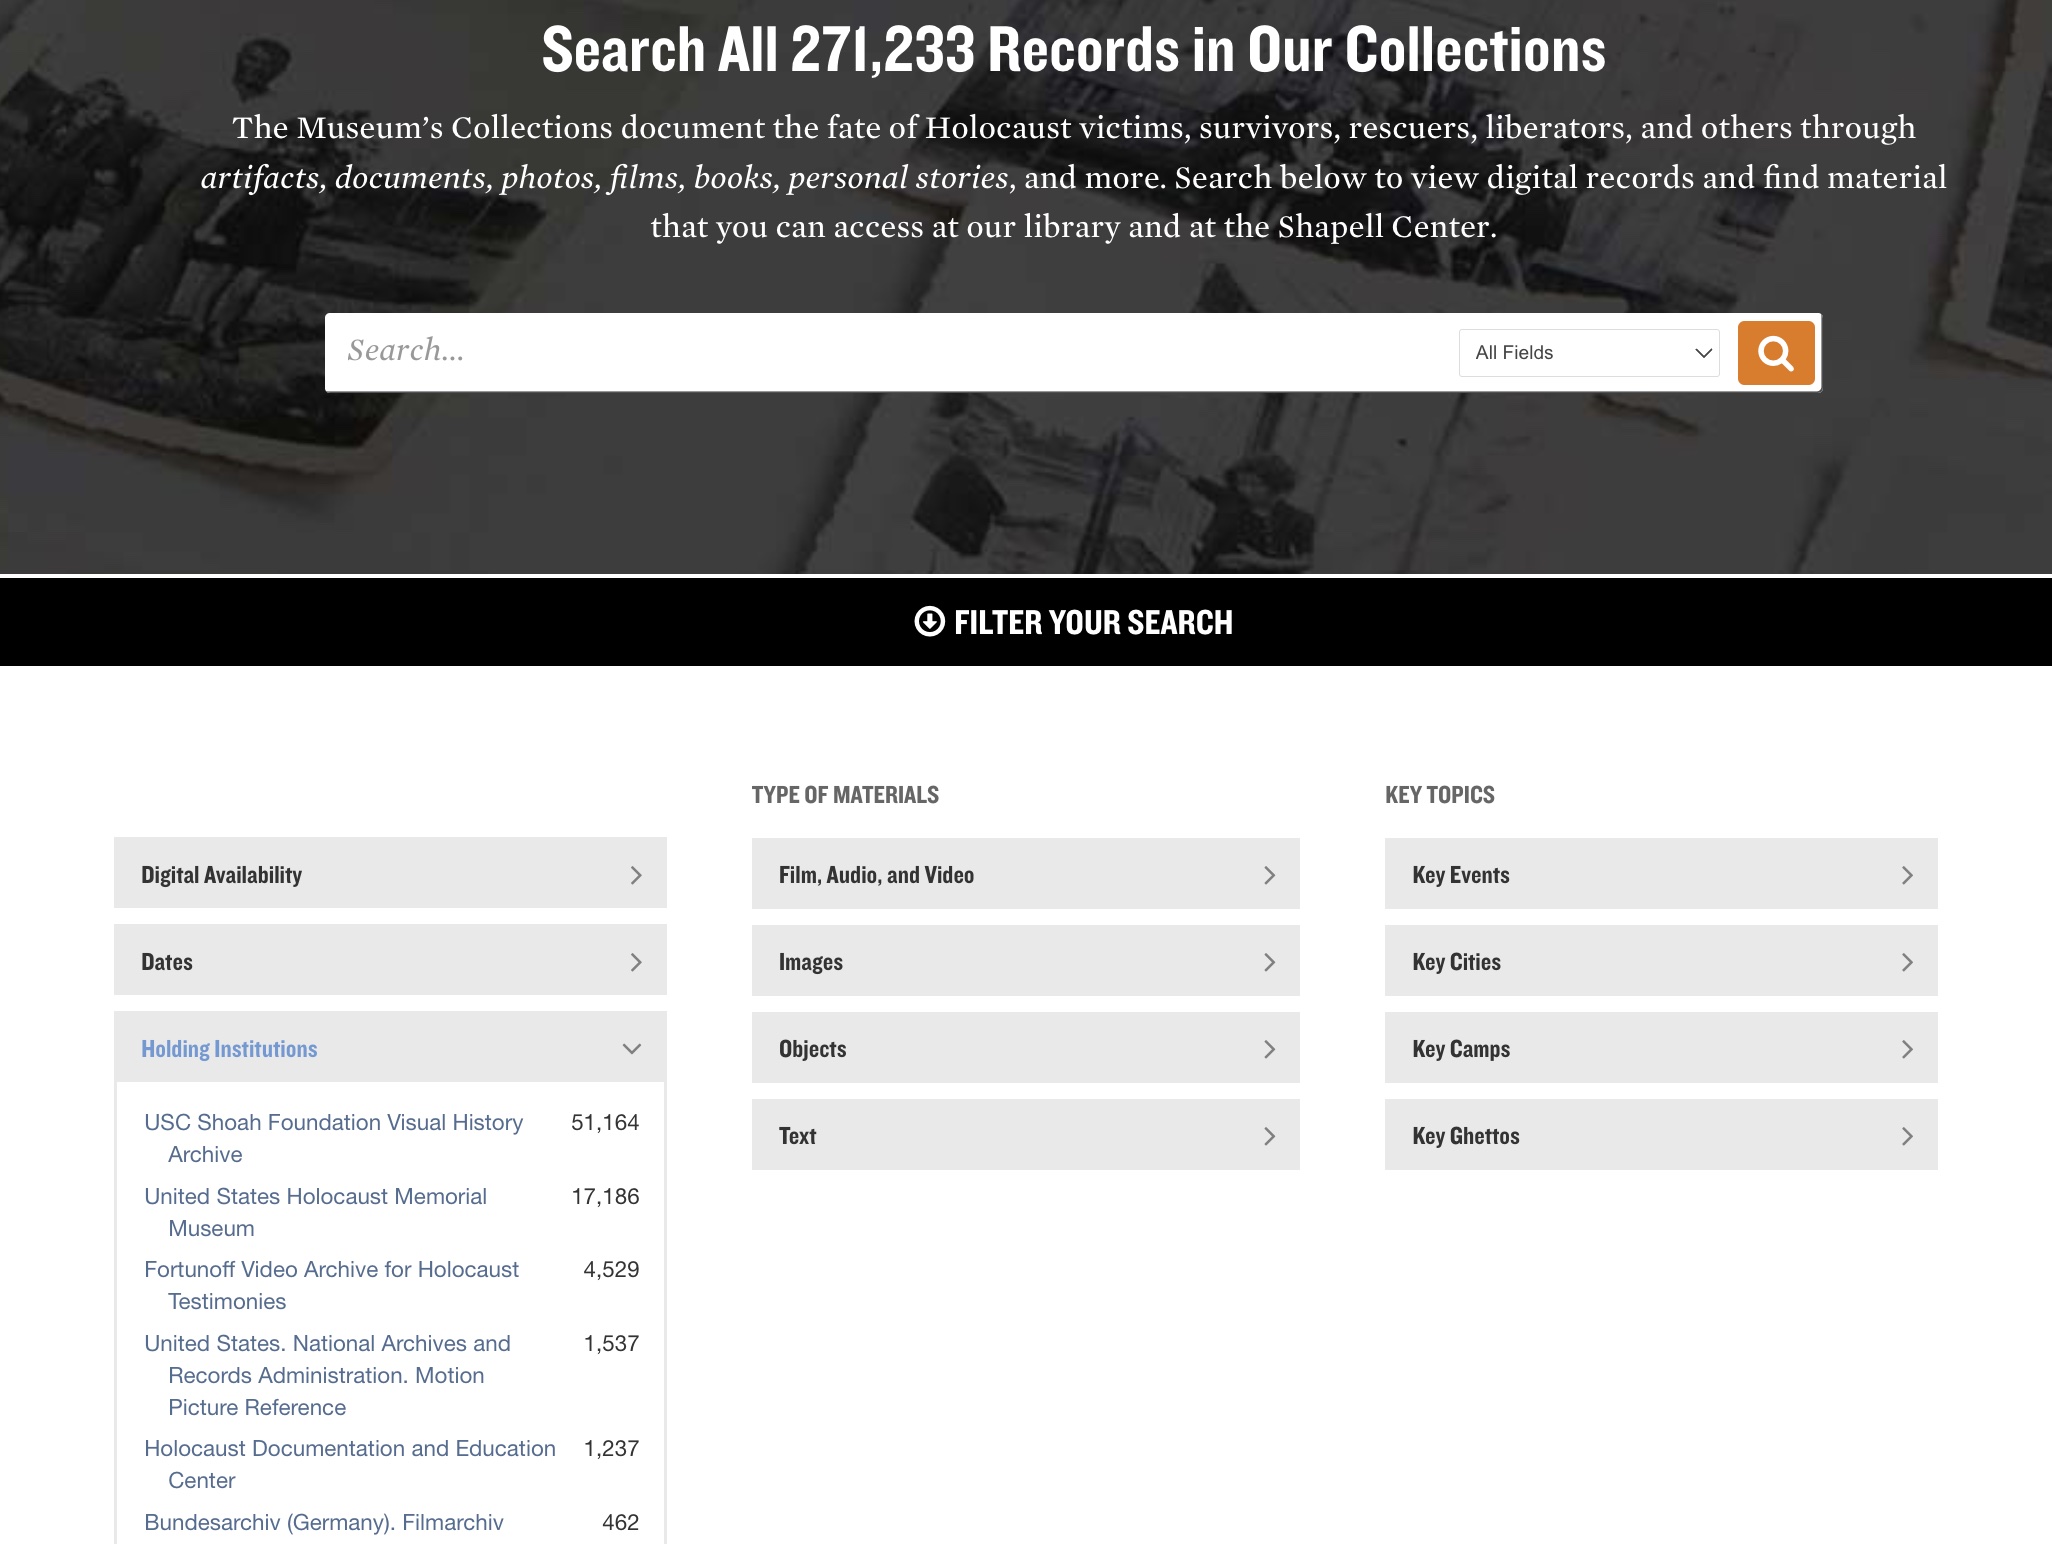 Search All 271,233 Records in Our Collections
The Museum’s Collections document the fate of Holocaust victims, survivors, rescuers, liberators, and others through
artifacts, documents, photos, films, books, personal stories, and more. Search below to view digital records and find material
that you can access at our library and at the Shapell Center.
Search...
All Fields
FILTER YOUR SEARCH
Digital Availability
Dates
Holding Institutions
USC Shoah Foundation Visual History 51,164
Archive
United States Holocaust Memorial 17,186
Museum
Fortunoff Video Archive for Holocaust 4,529
Testimonies
United States. National Archives and 1,537
Records Administration. Motion
Picture Reference
Holocaust Documentation and Education 1,237
Center
Bundesarchiv (Germany). Filmarchiv 462
TYPE OF MATERIALS
Film, Audio, and Video
Images
Objects
Text
KEY TOPICS
Key Events
Key Cities
Key Camps
Key Ghettos